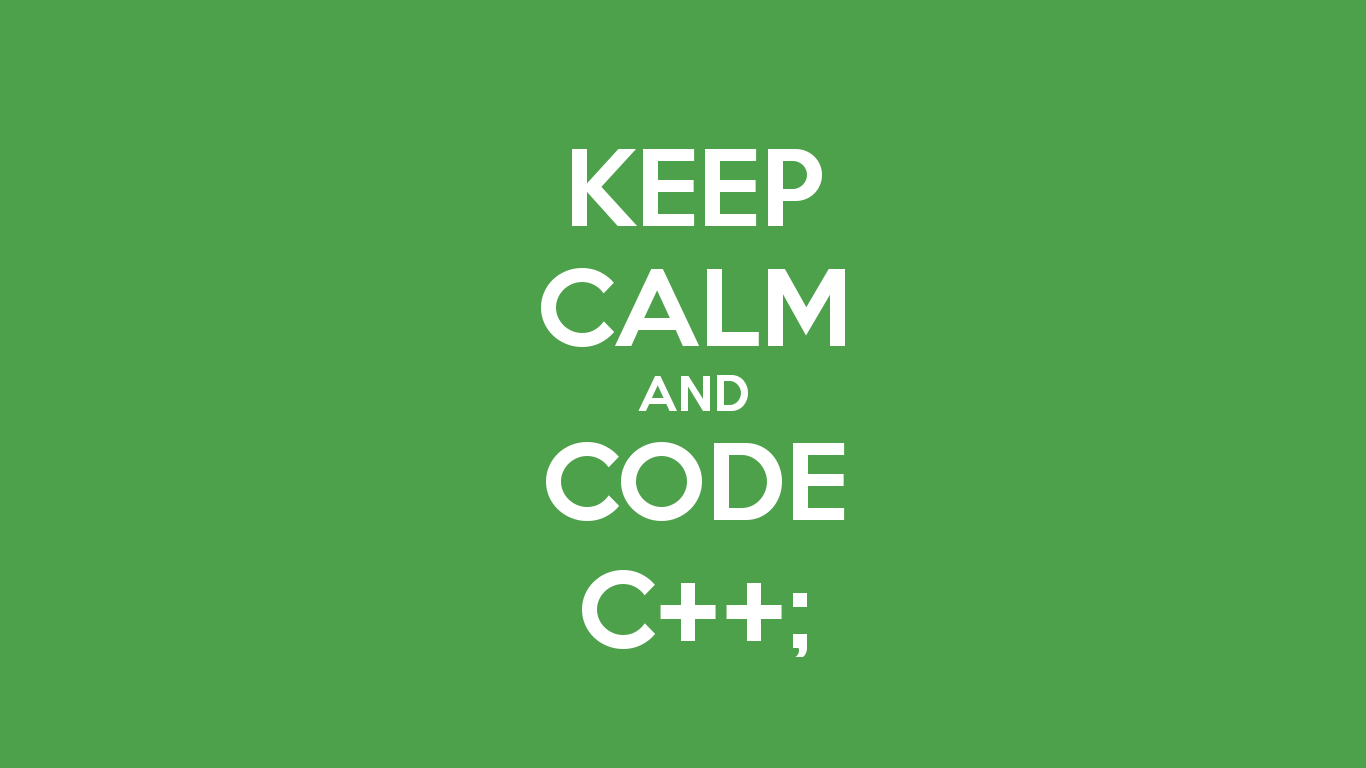 KEEP
CALM
AND
CODE
C++;